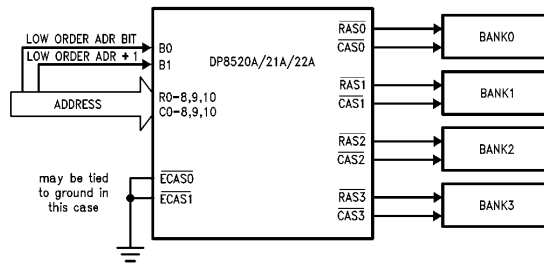 LOW ORDER ADR BIT
LOW ORDER ADR + 1
ADDRESS
B0
B1
R0-8,9,10
C0-8,9,10
DP8520A/21A/22A
may be tied
to ground in
this case
ECAS0
ECAS1
RAS0
CAS0
BANK0
RAS1
CAS1
BANK1
RAS2
CAS2
BANK2
RAS3
CAS3
BANK3